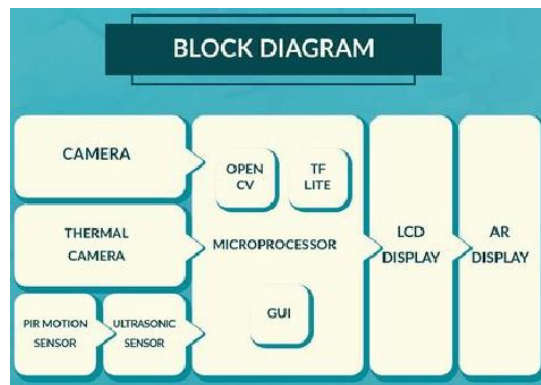 BLOCK DIAGRAM
CAMERA
OPEN
CV
TF
LITE
THERMAL
CAMERA
MICROPROCESSOR
LCD
DISPLAY
AR
DISPLAY
PIR MOTION
SENSOR
ULTRASONIC
SENSOR
GUI